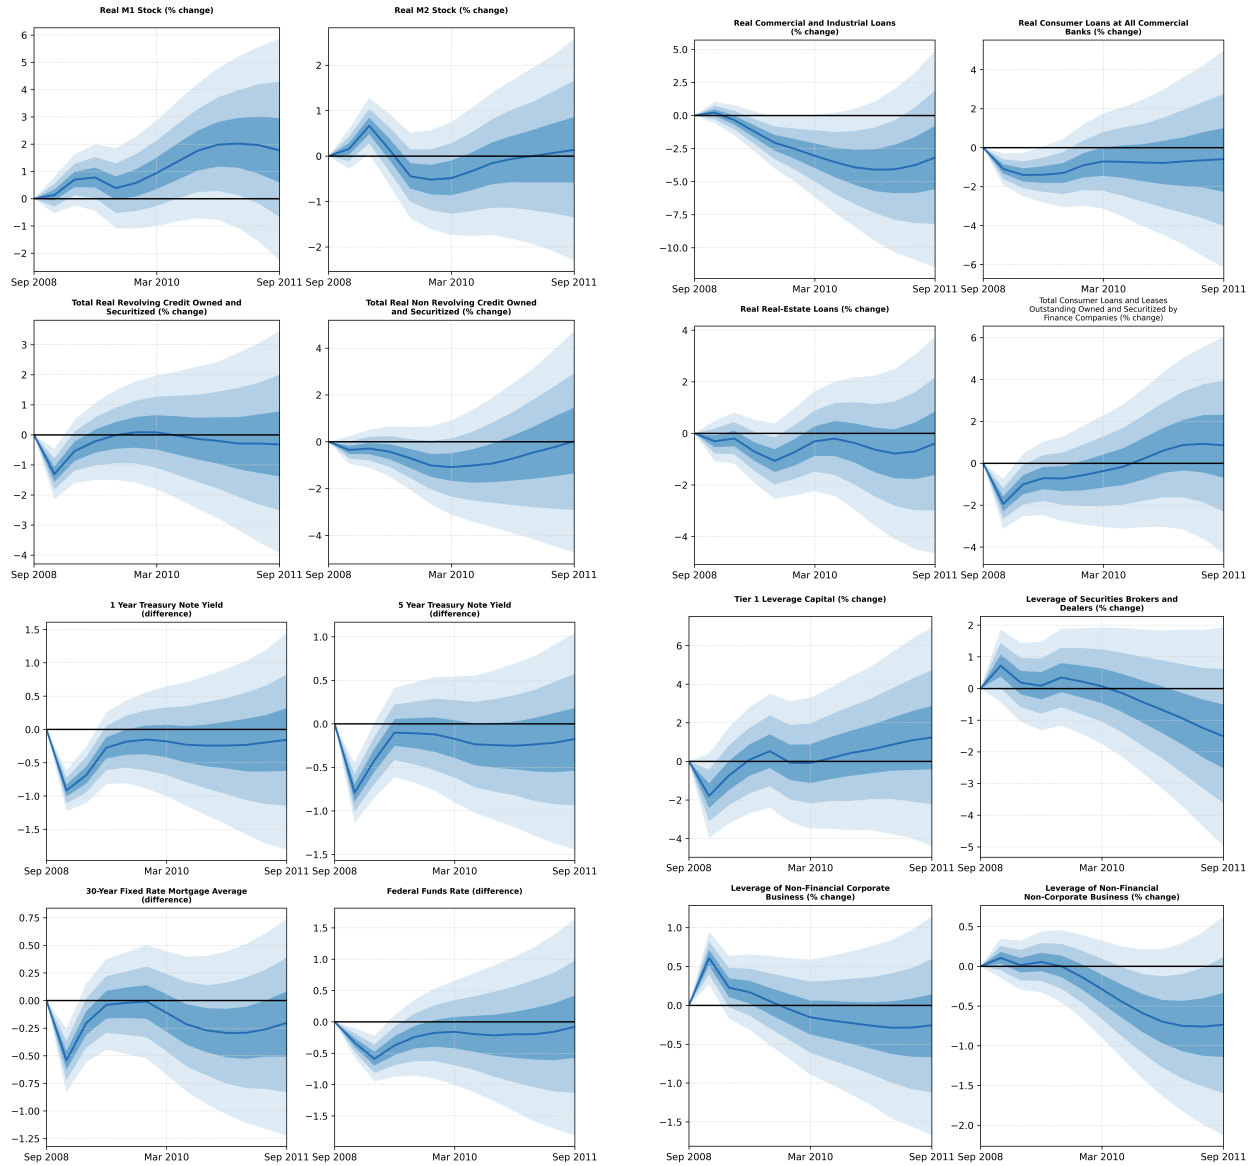 Real M1 Stock (% change)
6
5
4
3
2
1
0
−1
−2
Sep 2008
Mar 2010
Sep 2011
Real M2 Stock (% change)
2
1
0
−1
−2
Sep 2008
Mar 2010
Sep 2011
Real Commercial and Industrial Loans
(% change)
5.0
2.5
0.0
−2.5
−5.0
−7.5
−10.0
Sep 2008
Mar 2010
Sep 2011
Real Consumer Loans at All Commercial
Banks (% change)
4
2
0
−2
−4
−6
Sep 2008
Mar 2010
Sep 2011
Total Real Revolving Credit Owned and
Securitized (% change)
3
2
1
0
−1
−2
−3
−4
Sep 2008
Mar 2010
Sep 2011
Total Real Non Revolving Credit Owned
and Securitized (% change)
4
2
0
−2
−4
Sep 2008
Mar 2010
Sep 2011
Real Real-Estate Loans (% change)
4
2
0
−2
−4
Sep 2008
Mar 2010
Sep 2011
Total Consumer Loans and Leases
Outstanding Owned and Securitized by
Finance Companies (% change)
6
4
2
0
−2
−4
Sep 2008
Mar 2010
Sep 2011
1 Year Treasury Note Yield
(difference)
1.5
1.0
0.5
0.0
−0.5
−1.0
−1.5
Sep 2008
Mar 2010
Sep 2011
5 Year Treasury Note Yield
(difference)
1.0
0.5
0.0
−0.5
−1.0
−1.5
Sep 2008
Mar 2010
Sep 2011
Tier 1 Leverage Capital (% change)
6
4
2
0
−2
−4
Sep 2008
Mar 2010
Sep 2011
Leverage of Securities Brokers and
Dealers (% change)
2
1
0
−1
−2
−3
−4
−5
Sep 2008
Mar 2010
Sep 2011
30-Year Fixed Rate Mortgage Average
(difference)
0.75
0.50
0.25
0.00
−0.25
−0.50
−0.75
−1.00
−1.25
Sep 2008
Mar 2010
Sep 2011
Federal Funds Rate (difference)
1.5
1.0
0.5
0.0
−0.5
−1.0
−1.5
Sep 2008
Mar 2010
Sep 2011
Leverage of Non-Financial Corporate
Business (% change)
1.0
0.5
0.0
−0.5
−1.0
−1.5
Sep 2008
Mar 2010
Sep 2011
Leverage of Non-Financial
Non-Corporate Business (% change)
0.5
0.0
−0.5
−1.0
−1.5
−2.0
Sep 2008
Mar 2010
Sep 2011